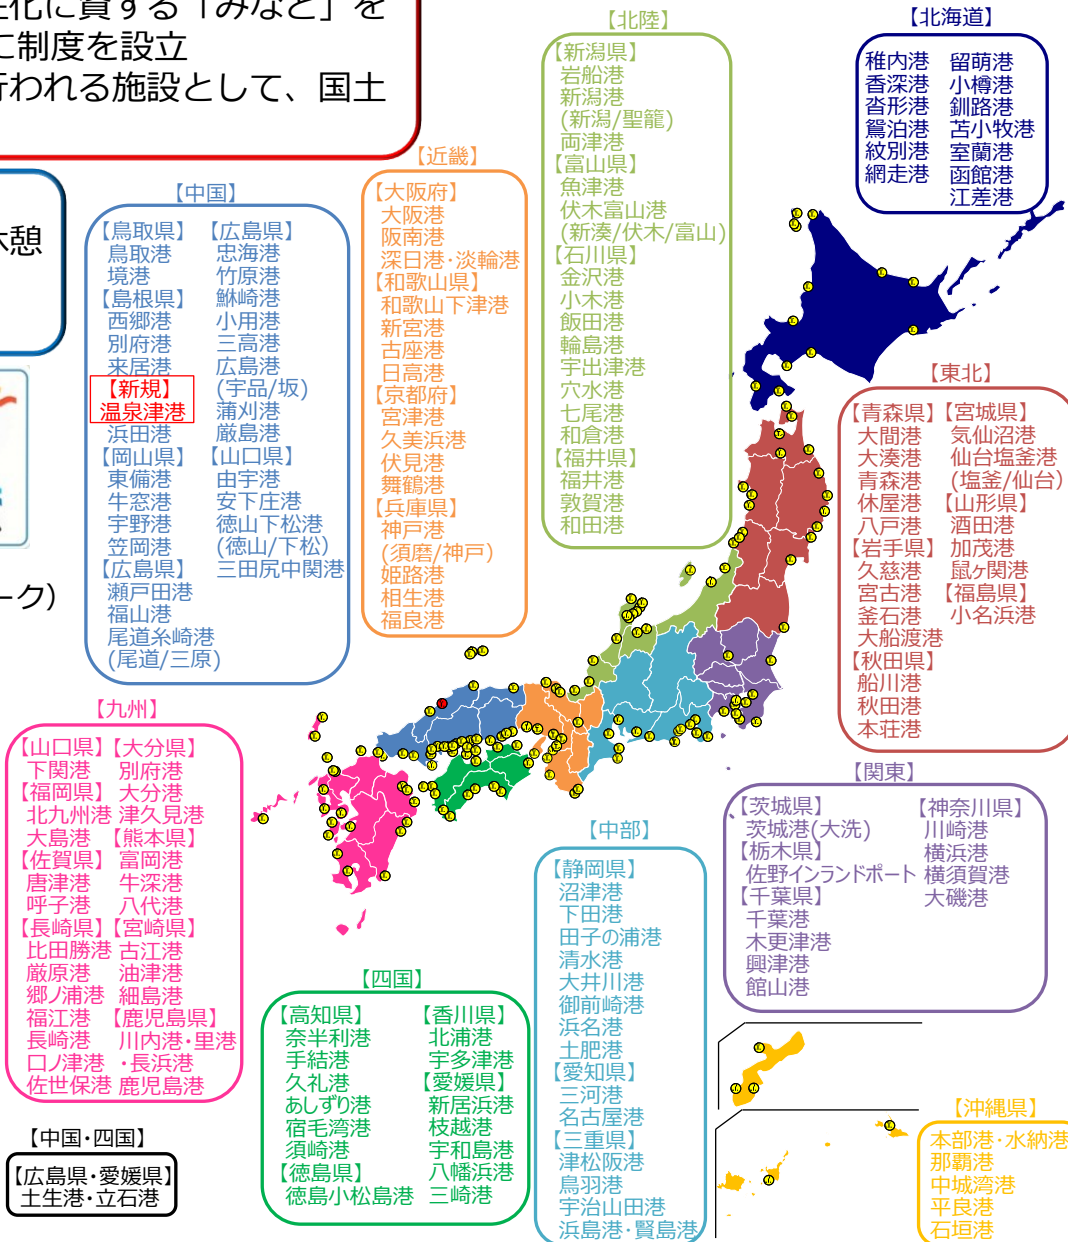 性化に資する「みなと」を
に制度を設立
行われる施設として、国土
休憩
ーク）
【北海道】
稚内港 留萌港
香深港 小樽港
沓形港 釧路港
鴛泊港 苫小牧港
紋別港 室蘭港
網走港 函館港
江差港
【北陸】
【新潟県】
岩船港
新潟港
(新潟/聖籠)
両津港
【富山県】
魚津港
伏木富山港
(新湊/伏木/富山)
【石川県】
金沢港
小木港
飯田港
輪島港
宇出津港
穴水港
七尾港
和倉港
【福井県】
福井港
敦賀港
和田港
【近畿】
【大阪府】
大阪港
阪南港
深日港・淡輪港
【和歌山県】
和歌山下津港
新宮港
古座港
日高港
【京都府】
宮津港
久美浜港
伏見港
舞鶴港
【兵庫県】
神戸港
(須磨/神戸)
姫路港
相生港
福良港
【中国】
【鳥取県】
鳥取港
境港
【島根県】
西郷港
別府港
来居港
【新規】
温泉津港
浜田港
【岡山県】
東備港
牛窓港
宇野港
笠岡港
【広島県】
瀬戸田港
福山港
尾道糸崎港
(尾道/三原)
【広島県】
忠海港
竹原港
鮴崎港
小用港
三高港
広島港
(宇品/坂)
蒲刈港
厳島港
【山口県】
由宇港
安下庄港
徳山下松港
(徳山/下松)
三田尻中関港
【東北】
【青森県】
大間港
大湊港
青森港
休屋港
八戸港
【岩手県】
久慈港
宮古港
釜石港
大船渡港
【秋田県】
船川港
秋田港
本荘港
【宮城県】
気仙沼港
仙台塩釜港
(塩釜/仙台)
【山形県】
酒田港
加茂港
鼠ヶ関港
【福島県】
小名浜港
【九州】
【山口県】
下関港
【福岡県】
北九州港
大島港
【佐賀県】
唐津港
呼子港
【長崎県】
比田勝港
厳原港
郷ノ浦港
福江港
長崎港
口ノ津港
佐世保港
【大分県】
別府港
大分港
津久見港
【熊本県】
富岡港
牛深港
八代港
【宮崎県】
古江港
油津港
細島港
【鹿児島県】
川内港・里港
・長浜港
鹿児島港
【中国・四国】
【広島県・愛媛県】
土生港・立石港
【四国】
【高知県】
奈半利港
手結港
久礼港
あしずり港
宿毛湾港
須崎港
【徳島県】
徳島小松島港
【香川県】
北浦港
宇多津港
【愛媛県】
新居浜港
枝越港
宇和島港
八幡浜港
三崎港
【中部】
【静岡県】
沼津港
下田港
田子の浦港
清水港
大井川港
御前崎港
浜名港
土肥港
【愛知県】
三河港
名古屋港
【三重県】
津松阪港
鳥羽港
宇治山田港
浜島港・賢島港
【関東】
【茨城県】
茨城港(大洗)
【栃木県】
佐野インランドポート
【千葉県】
千葉港
木更津港
興津港
館山港
【神奈川県】
川崎港
横浜港
横須賀港
大磯港
【沖縄県】
本部港・水納港
那覇港
中城湾港
平良港
石垣港